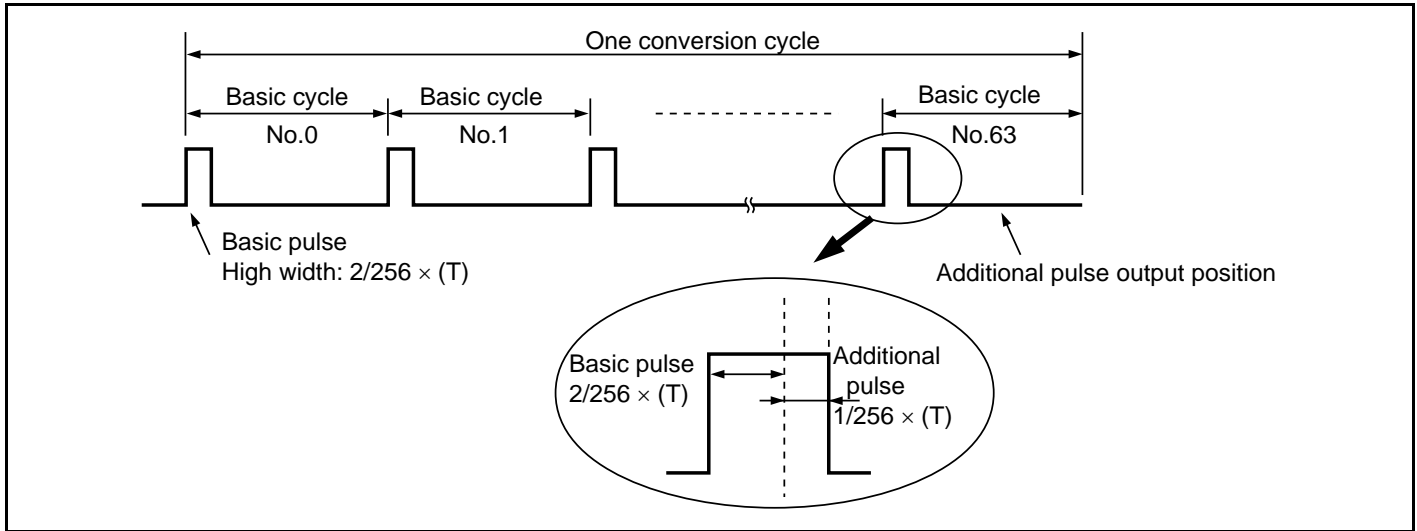 One conversion cycle
Basic cycle
No.0
Basic cycle
No.1
Basic cycle
No.63
Basic pulse
High width: 2/256 × (T)
Additional pulse output position
Basic pulse
2/256 × (T)
Additional
pulse
1/256 × (T)